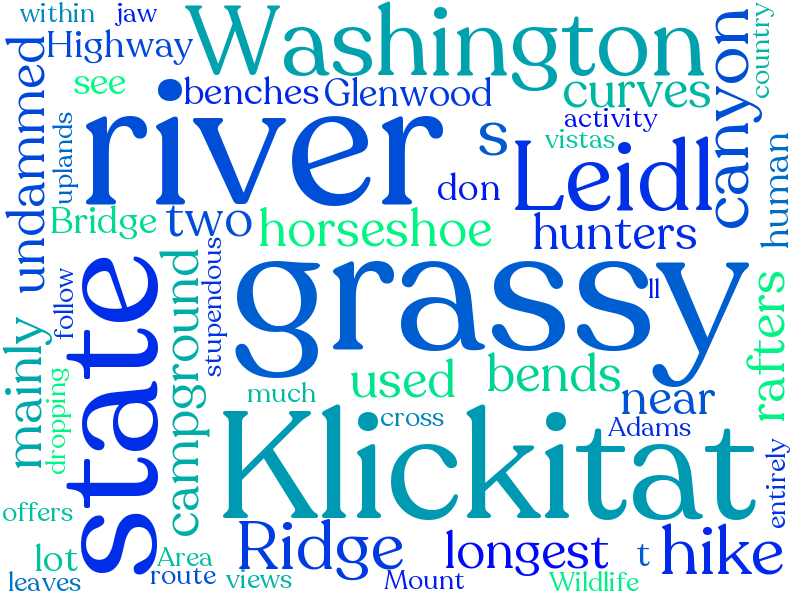 within jaw
Highway
Washington
country
see
benches Glenwood
curves
canyon
undammed
uplands
river
s
activity
vistas
Leidl
human
don
Bridge
two
horseshoe
hunters
state
follow
campground
stupendous
grassy
ll
rafters
mainly
dropping
much
used
bends
near
Klickitat
cross
Adams
entirely
offers
lot
Area
Ridge
longest
t
hike
leaves
route
views
Mount
Wildlife